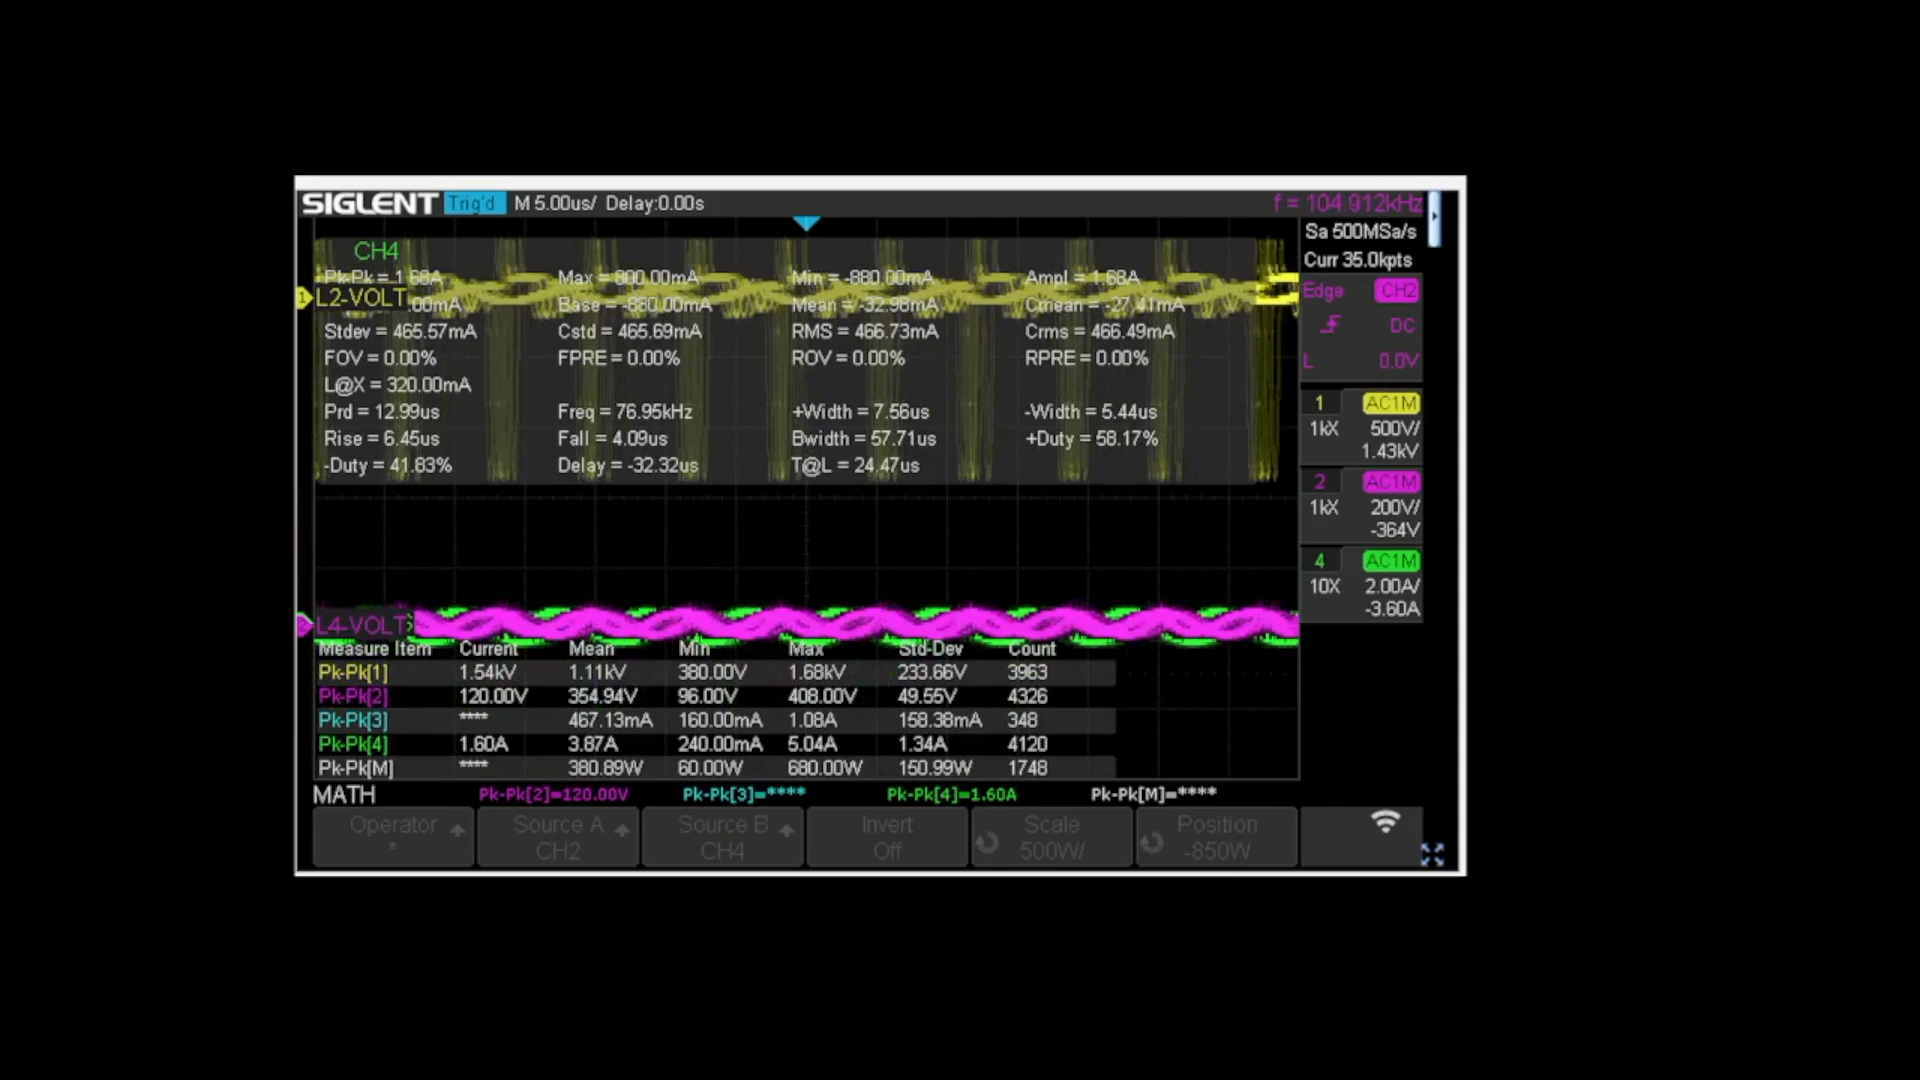 SIGLENT Trig'd M 5.00us/ Delay:0.00s f = 104.912kHz
Sa 500MSa/s
Curr 35.0kpts
CH4
Pk-Pk = 1.68A Max = 800.00mA Min = -880.00mA Ampl = 1.68A
L2-VOLT .00mA Base = -880.00mA Mean = -32.98mA Cmean = -27.41mA
Stdev = 465.57mA Cstd = 465.69mA RMS = 466.73mA Crms = 466.49mA
FOV = 0.00% FPRE = 0.00% ROV = 0.00% RPRE = 0.00%
L@X = 320.00mA
Prd = 12.99us Freq = 76.95kHz +Width = 7.56us -Width = 5.44us
Rise = 6.45us Fall = 4.09us Bwidth = 57.71us +Duty = 58.17%
-Duty = 41.83% Delay = -32.32us T@L = 24.47us
Edge CH2
DC
L 0.0V
1 AC1M
1kX 500V/
1.43kV
2 AC1M
1kX 200V/
-364V
4 AC1M
10X 2.00A/
-3.60A
1
2
L4-VOLT
Measure Item Current Mean Min Max Std-Dev Count
Pk-Pk[1] 1.54kV 1.11kV 380.00V 1.68kV 233.66V 3963
Pk-Pk[2] 120.00V 354.94V 96.00V 408.00V 49.55V 4326
Pk-Pk[3] **** 467.13mA 160.00mA 1.08A 158.38mA 348
Pk-Pk[4] 1.60A 3.87A 240.00mA 5.04A 1.34A 4120
Pk-Pk[M] **** 380.89W 60.00W 680.00W 150.99W 1748
MATH Pk-Pk[2]=120.00V Pk-Pk[3]=**** Pk-Pk[4]=1.60A Pk-Pk[M]=****
Operator Source A Source B Invert Scale Position
* CH2 CH4 Off 500W/ -850W